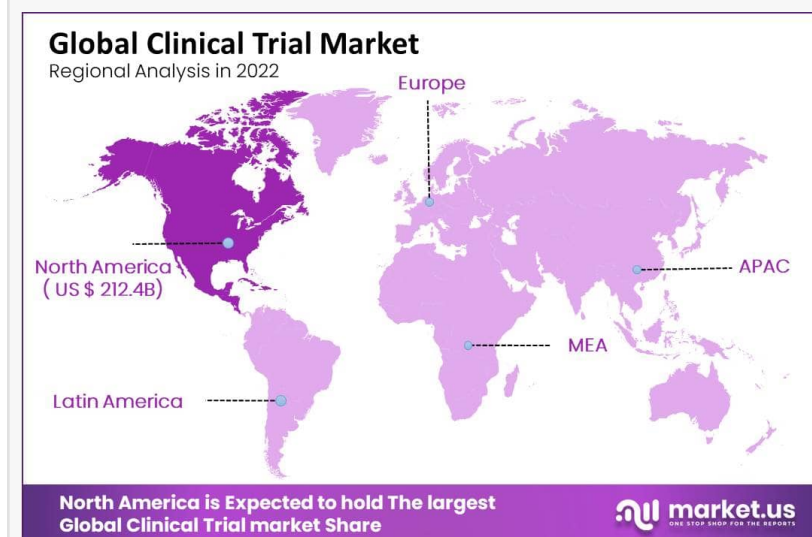 Global Clinical Trial Market
Regional Analysis in 2022
Europe
North America
( US $ 212.4B)
APAC
MEA
Latin America
North America is Expected to hold The largest
Global Clinical Trial market Share
market.us
ONE STOP SHOP FOR THE REPORTS